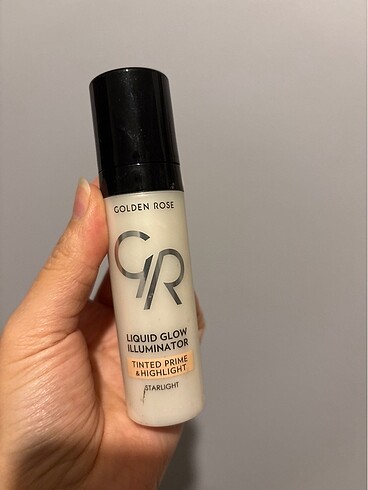 GOLDEN ROSE
GR
LIQUID GLOW
ILLUMINATOR
TINTED PRIME
& HIGHLIGHT
STARLIGHT